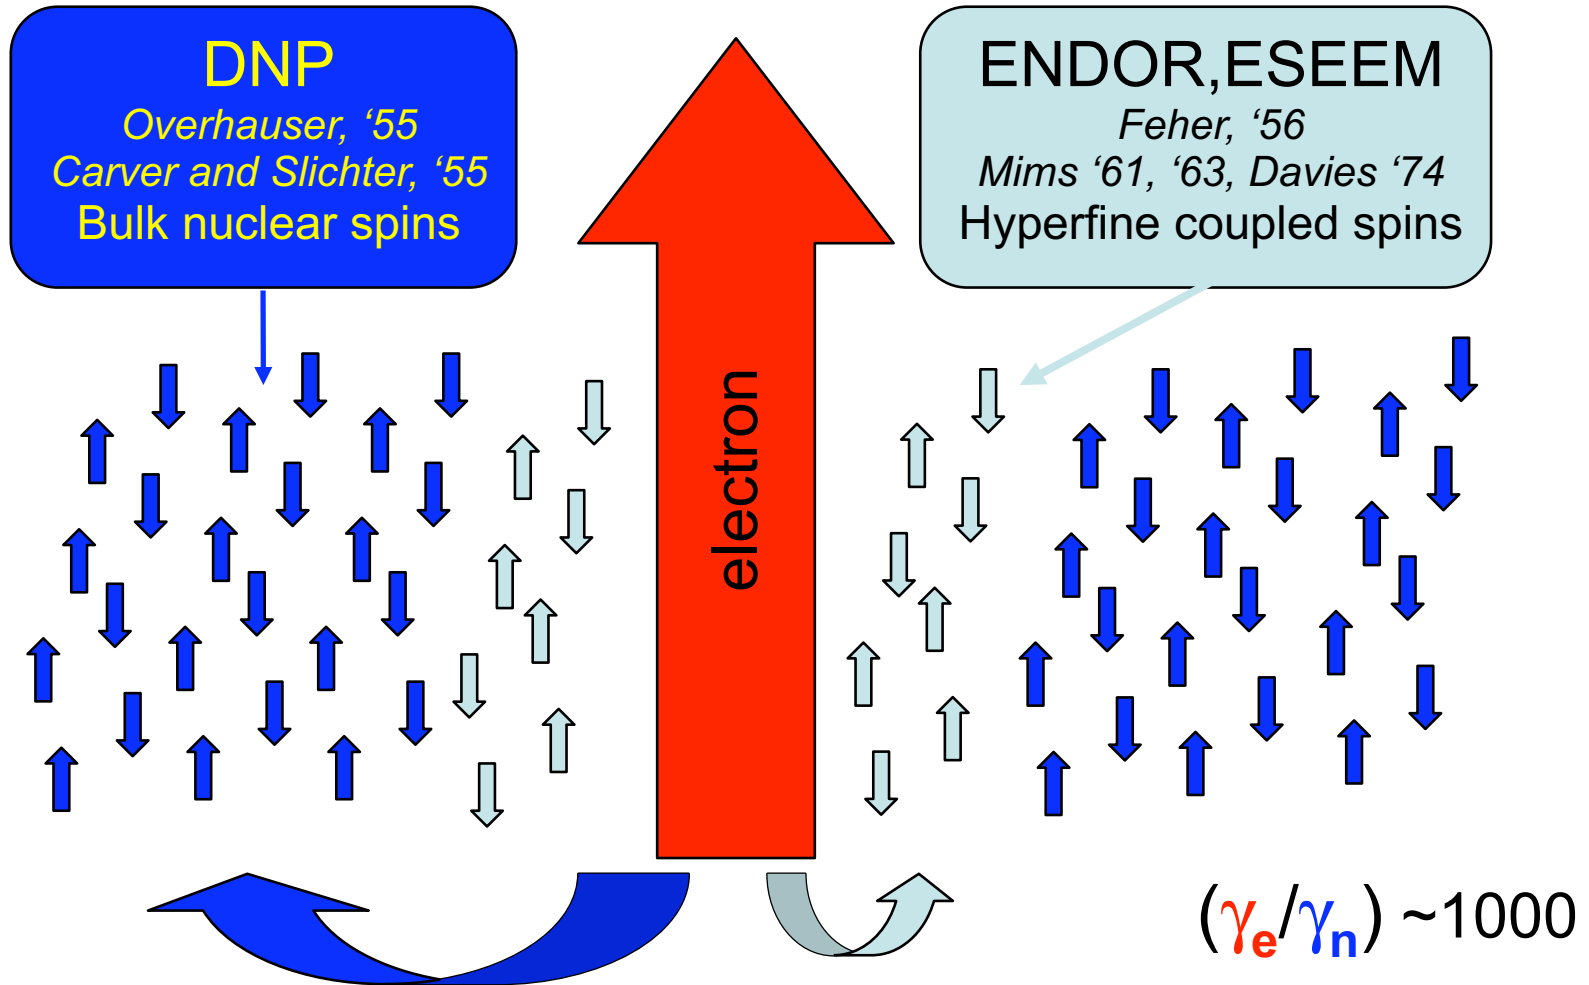 DNP
Overhauser, ‘55
Carver and Slichter, ‘55
Bulk nuclear spins
ENDOR,ESEEM
Feher, ‘56
Mims ‘61, ‘63, Davies ‘74
Hyperfine coupled spins
electron
(γe/γn) ~1000